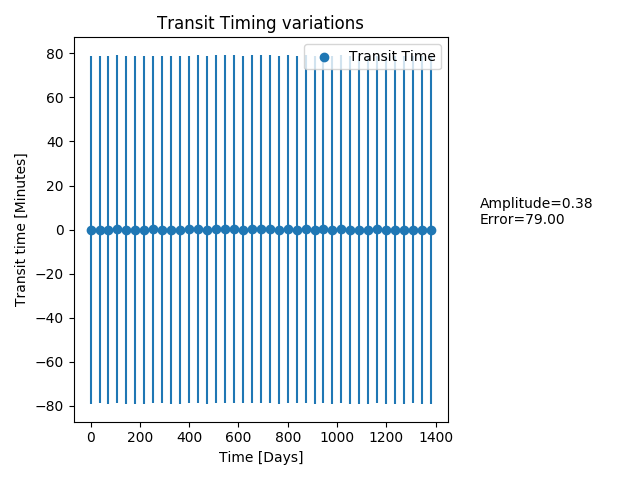 Transit Timing variations
Transit Time
80
60
40
20
0
−20
−40
−60
−80
Transit time [Minutes]
Amplitude=0.38
Error=79.00
0 200 400 600 800 1000 1200 1400
Time [Days]